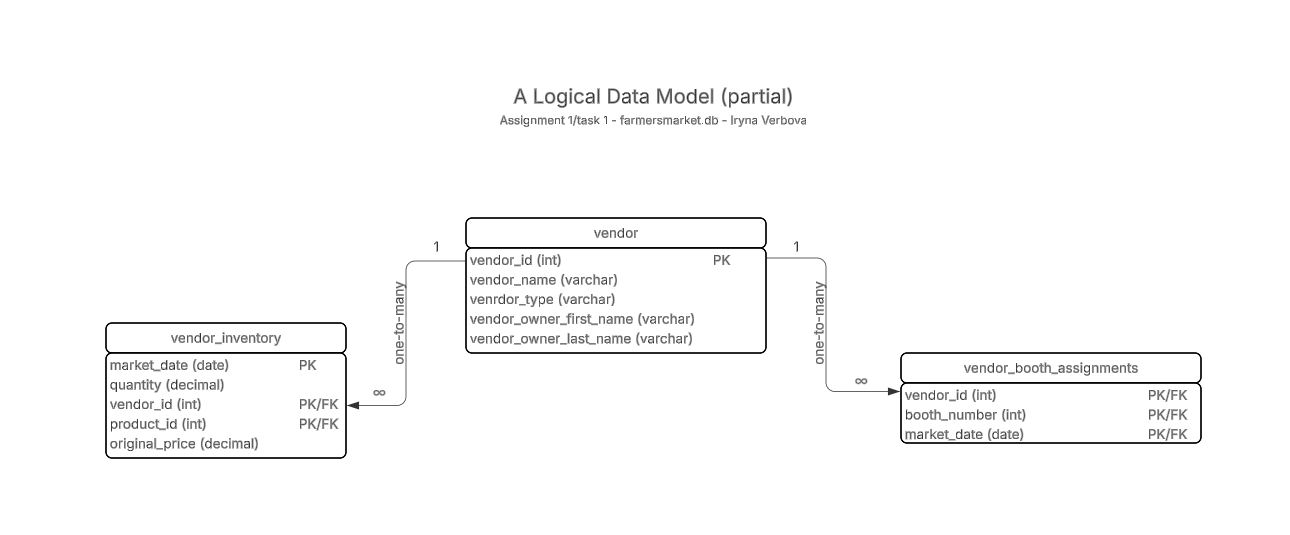 A Logical Data Model (partial)
Assignment 1/task 1 - farmersmarket.db - Iryna Verbova
vendor
vendor_id (int) PK
vendor_name (varchar)
venrdor_type (varchar)
vendor_owner_first_name (varchar)
vendor_owner_last_name (varchar)
1
one-to-many
∞
1
one-to-many
∞
vendor_inventory
market_date (date) PK
quantity (decimal)
vendor_id (int) PK/FK
product_id (int) PK/FK
original_price (decimal)
vendor_booth_assignments
vendor_id (int) PK/FK
booth_number (int) PK/FK
market_date (date) PK/FK